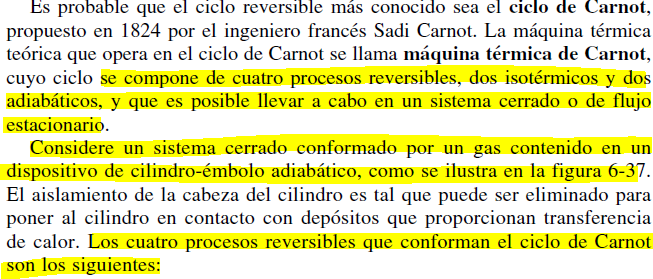 Es probable que el ciclo reversible más conocido sea el ciclo de Carnot,
propuesto en 1824 por el ingeniero francés Sadi Carnot. La máquina térmica
teórica que opera en el ciclo de Carnot se llama máquina térmica de Carnot,
cuyo ciclo se compone de cuatro procesos reversibles, dos isotérmicos y dos
adiabáticos, y que es posible llevar a cabo en un sistema cerrado o de flujo
estacionario.
Considere un sistema cerrado conformado por un gas contenido en un
dispositivo de cilindro-émbolo adiabático, como se ilustra en la figura 6-37.
El aislamiento de la cabeza del cilindro es tal que puede ser eliminado para
poner al cilindro en contacto con depósitos que proporcionan transferencia
de calor. Los cuatro procesos reversibles que conforman el ciclo de Carnot
son los siguientes: